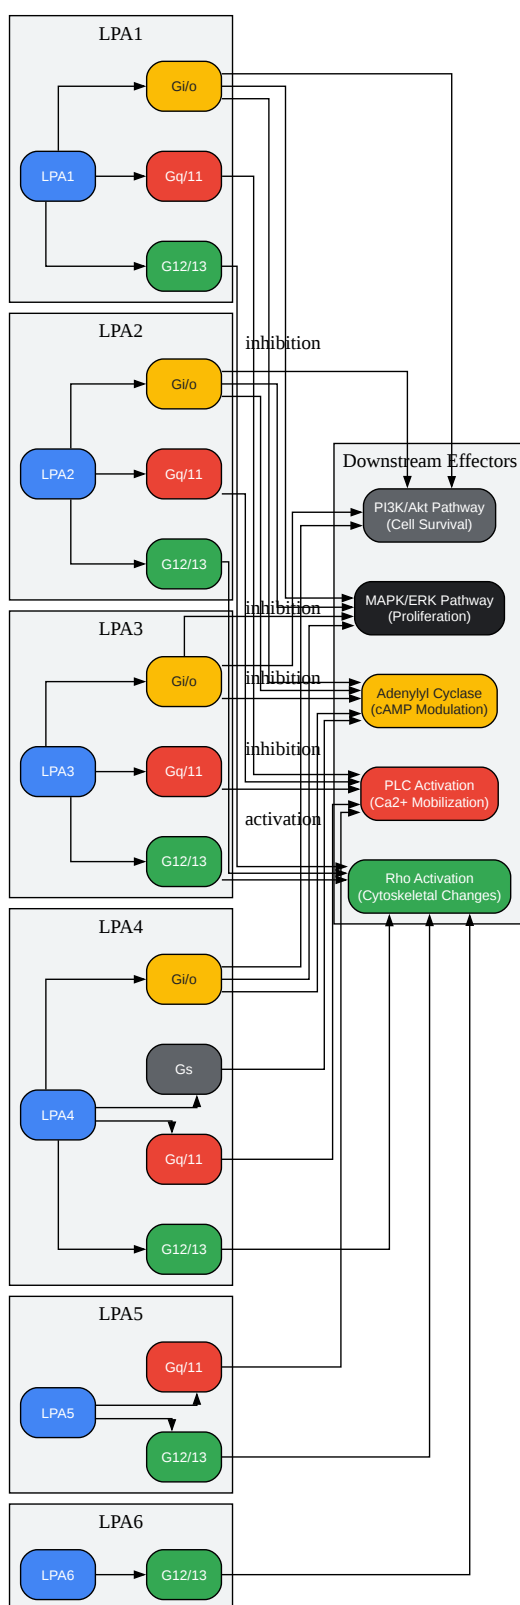 LPA1
Gi/o
LPA1
Gq/11
G12/13
LPA2
inhibition
Gi/o
LPA2
Gq/11
G12/13
Downstream Effectors
PI3K/Akt Pathway
(Cell Survival)
MAPK/ERK Pathway
(Proliferation)
Adenylyl Cyclase
(cAMP Modulation)
PLC Activation
(Ca2+ Mobilization)
Rho Activation
(Cytoskeletal Changes)
inhibition
inhibition
inhibition
activation
LPA3
Gi/o
LPA3
Gq/11
G12/13
LPA4
Gi/o
Gs
LPA4
Gq/11
G12/13
LPA5
Gq/11
LPA5
G12/13
LPA6
LPA6
G12/13